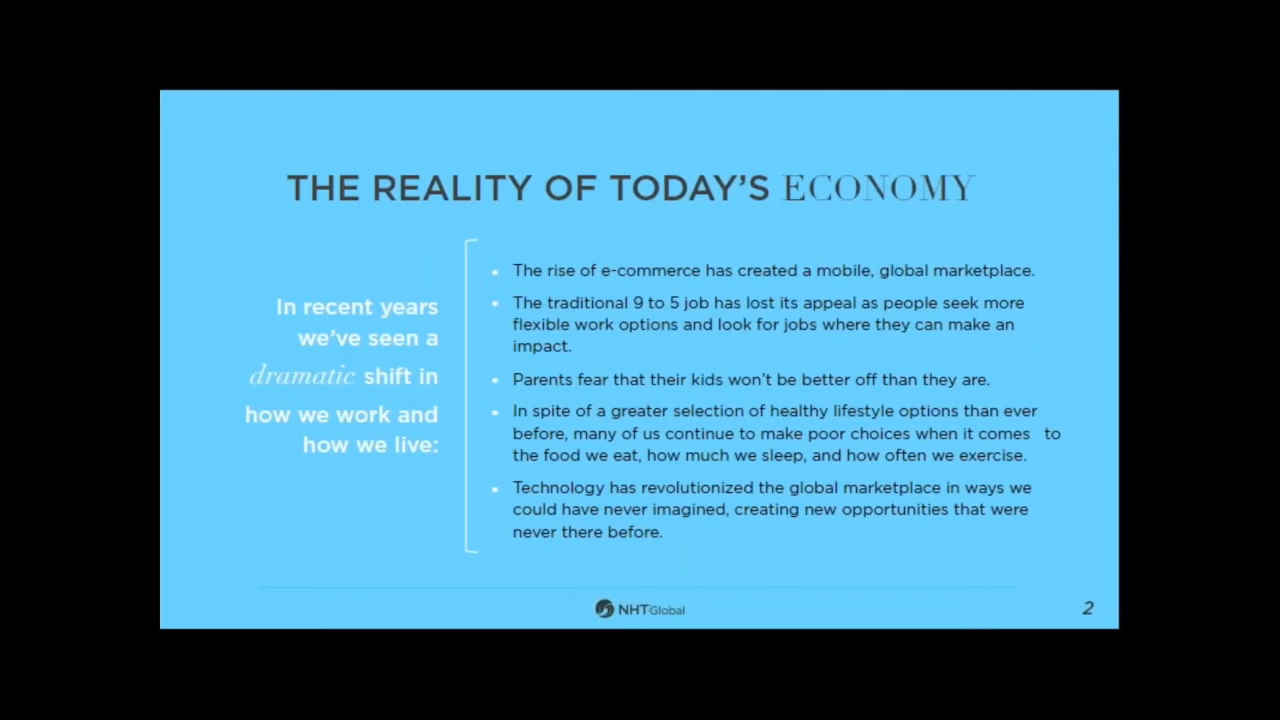 THE REALITY OF TODAY'S ECONOMY
In recent years
we've seen a
dramatic shift in
how we work and
how we live:
• The rise of e-commerce has created a mobile, global marketplace.
• The traditional 9 to 5 job has lost its appeal as people seek more
flexible work options and look for jobs where they can make an
impact.
• Parents fear that their kids won't be better off than they are.
• In spite of a greater selection of healthy lifestyle options than ever
before, many of us continue to make poor choices when it comes to
the food we eat, how much we sleep, and how often we exercise.
• Technology has revolutionized the global marketplace in ways we
could have never imagined, creating new opportunities that were
never there before.
NHTGlobal
2